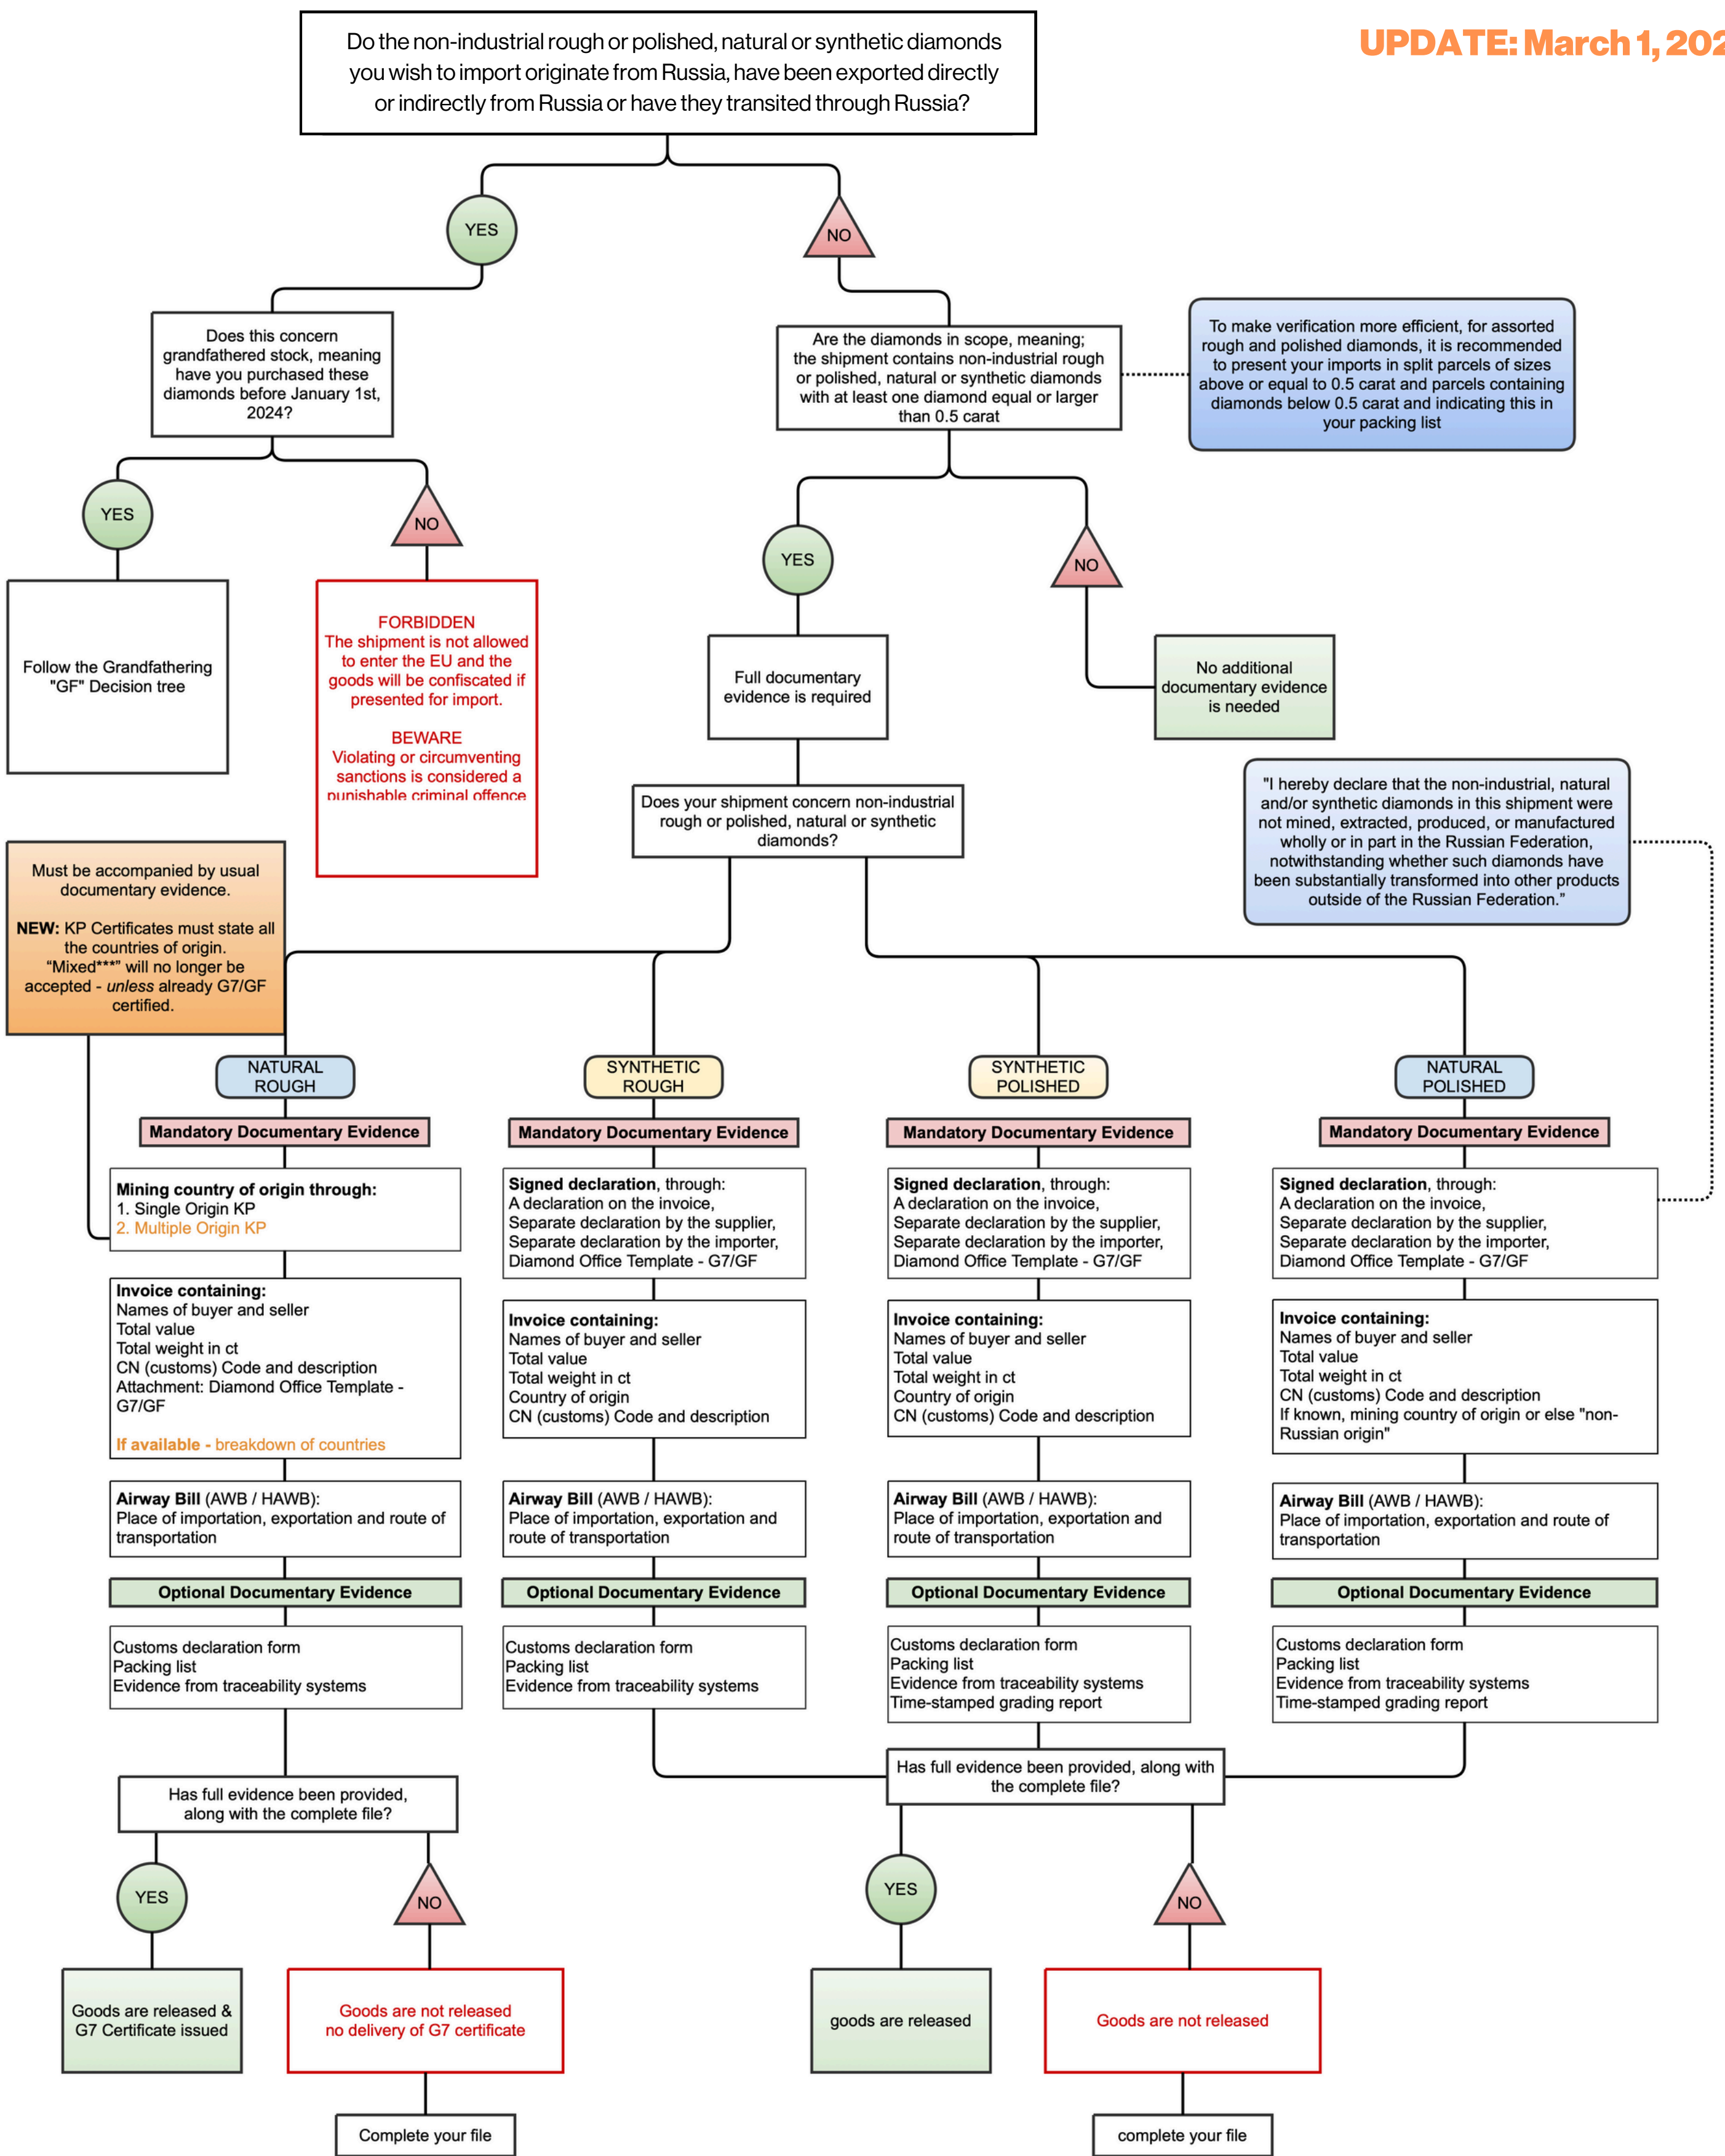 Do the non-industrial rough or polished, natural or synthetic diamonds
you wish to import originate from Russia, have been exported directly
or indirectly from Russia or have they transited through Russia?
UPDATE: March 1, 202
YES
NO
Does this concern
grandfathered stock, meaning
have you purchased these
diamonds before January 1st,
2024?
Are the diamonds in scope, meaning;
the shipment contains non-industrial rough
or polished, natural or synthetic diamonds
with at least one diamond equal or larger
than 0.5 carat
To make verification more efficient, for assorted
rough and polished diamonds, it is recommended
to present your imports in split parcels of sizes
above or equal to 0.5 carat and parcels containing
diamonds below 0.5 carat and indicating this in
your packing list
YES
NO
YES
NO
Follow the Grandfathering
"GF" Decision tree
FORBIDDEN
The shipment is not allowed
to enter the EU and the
goods will be confiscated if
presented for import.
BEWARE
Violating or circumventing
sanctions is considered a
punishable criminal offence
Full documentary
evidence is required
No additional
documentary evidence
is needed
Does your shipment concern non-industrial
rough or polished, natural or synthetic
diamonds?
"I hereby declare that the non-industrial, natural
and/or synthetic diamonds in this shipment were
not mined, extracted, produced, or manufactured
wholly or in part in the Russian Federation,
notwithstanding whether such diamonds have
been substantially transformed into other products
outside of the Russian Federation.”
Must be accompanied by usual
documentary evidence.
NEW: KP Certificates must state all
the countries of origin.
“Mixed***” will no longer be
accepted - unless already G7/GF
certified.
NATURAL
ROUGH
Mandatory Documentary Evidence
Mining country of origin through:
1. Single Origin KP
2. Multiple Origin KP
Invoice containing:
Names of buyer and seller
Total value
Total weight in ct
CN (customs) Code and description
Attachment: Diamond Office Template -
G7/GF
If available - breakdown of countries
Airway Bill (AWB / HAWB):
Place of importation, exportation and route of
transportation
Optional Documentary Evidence
Customs declaration form
Packing list
Evidence from traceability systems
SYNTHETIC
ROUGH
Mandatory Documentary Evidence
Signed declaration, through:
A declaration on the invoice,
Separate declaration by the supplier,
Separate declaration by the importer,
Diamond Office Template - G7/GF
Invoice containing:
Names of buyer and seller
Total value
Total weight in ct
Country of origin
CN (customs) Code and description
Airway Bill (AWB / HAWB):
Place of importation, exportation and
route of transportation
Optional Documentary Evidence
Customs declaration form
Packing list
Evidence from traceability systems
SYNTHETIC
POLISHED
Mandatory Documentary Evidence
Signed declaration, through:
A declaration on the invoice,
Separate declaration by the supplier,
Separate declaration by the importer,
Diamond Office Template - G7/GF
Invoice containing:
Names of buyer and seller
Total value
Total weight in ct
Country of origin
CN (customs) Code and description
Airway Bill (AWB / HAWB):
Place of importation, exportation and
route of transportation
Optional Documentary Evidence
Customs declaration form
Packing list
Evidence from traceability systems
Time-stamped grading report
NATURAL
POLISHED
Mandatory Documentary Evidence
Signed declaration, through:
A declaration on the invoice,
Separate declaration by the supplier,
Separate declaration by the importer,
Diamond Office Template - G7/GF
Invoice containing:
Names of buyer and seller
Total value
Total weight in ct
CN (customs) Code and description
If known, mining country of origin or else "non-
Russian origin"
Airway Bill (AWB / HAWB):
Place of importation, exportation and route of
transportation
Optional Documentary Evidence
Customs declaration form
Packing list
Evidence from traceability systems
Time-stamped grading report
Has full evidence been provided,
along with the complete file?
YES
NO
Goods are released &
G7 Certificate issued
Goods are not released
no delivery of G7 certificate
Complete your file
Has full evidence been provided, along with
the complete file?
YES
NO
goods are released
Goods are not released
complete your file